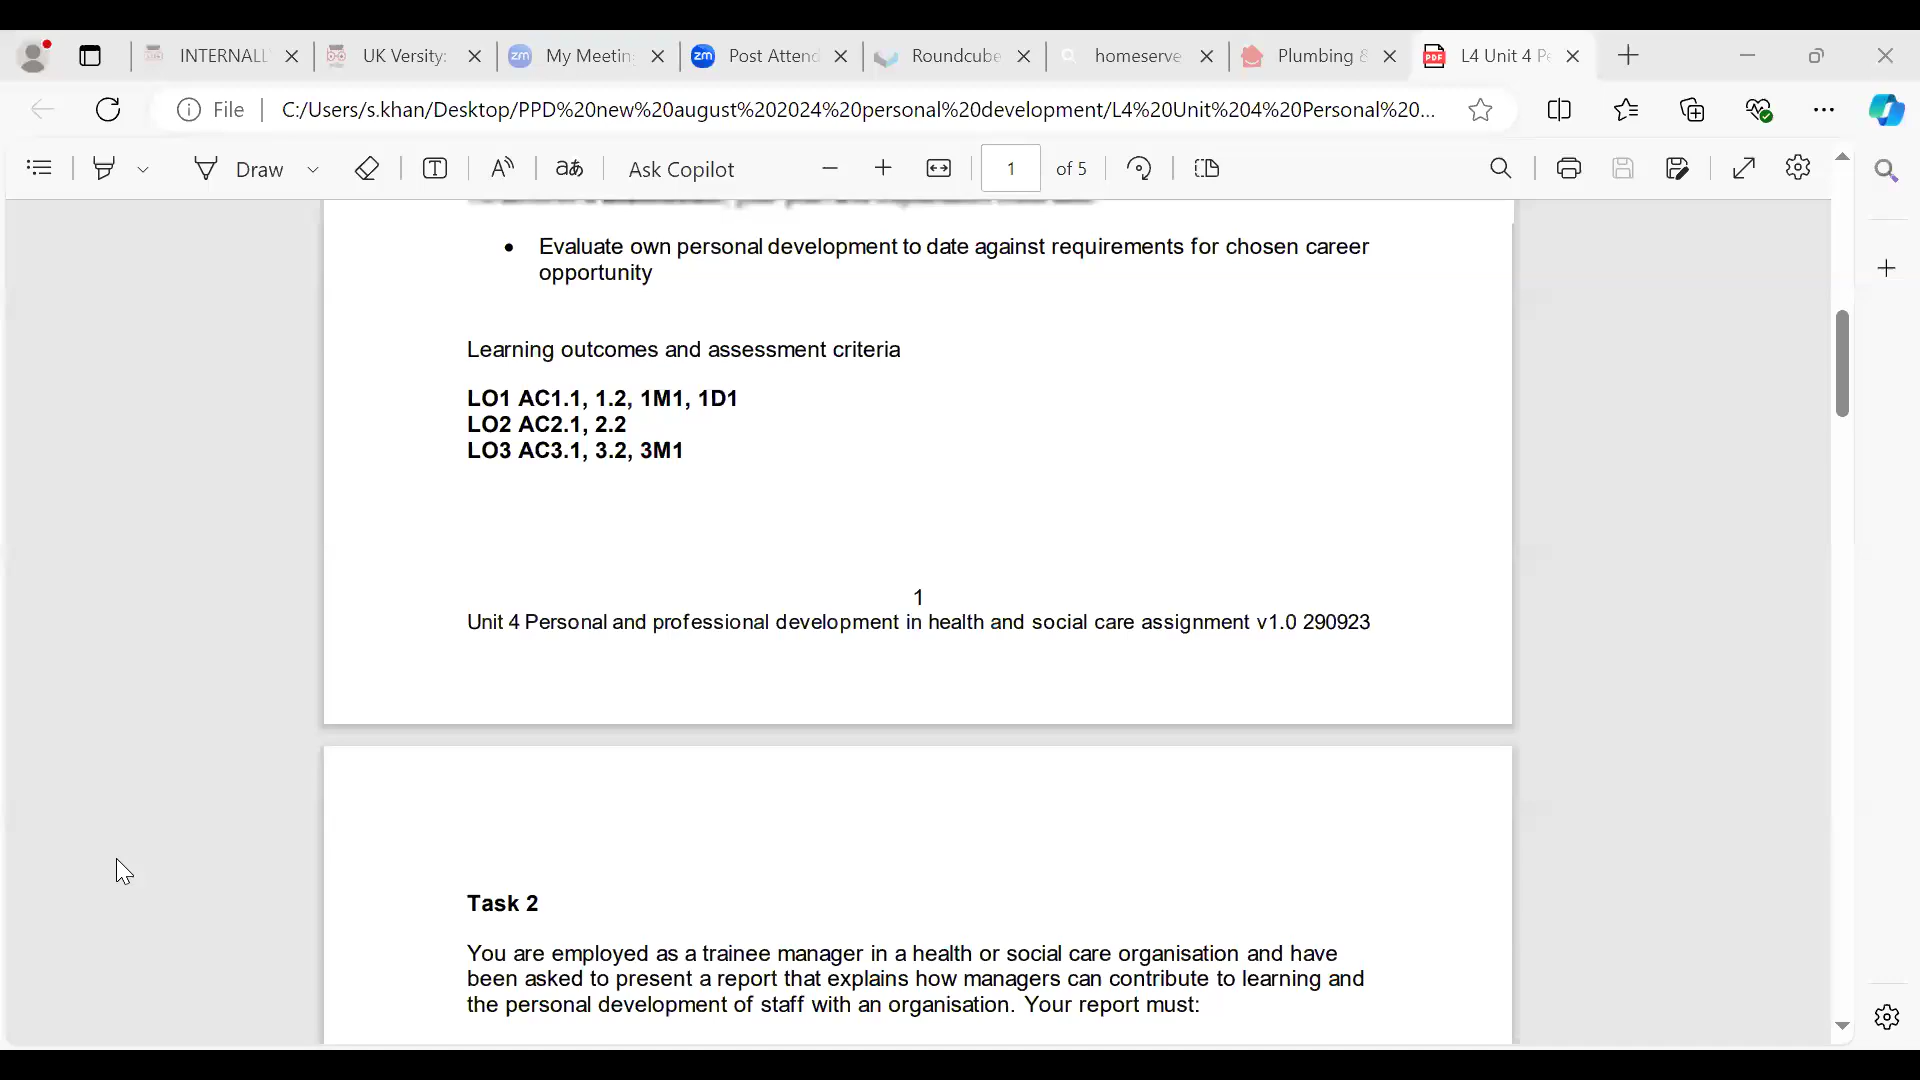 INTERNALL
UK Versity:
My Meetin
Post Attend
Roundcube
homeserve
Plumbing &
L4 Unit 4 Pe
File
C:/Users/s.khan/Desktop/PPD%20new%20august%202024%20personal%20development/L4%20Unit%204%20Personal%20...
Draw
Ask Copilot
1
of 5
Evaluate own personal development to date against requirements for chosen career
opportunity
Learning outcomes and assessment criteria
LO1 AC1.1, 1.2, 1M1, 1D1
LO2 AC2.1, 2.2
LO3 AC3.1, 3.2, 3M1
1
Unit 4 Personal and professional development in health and social care assignment v1.0 290923
Task 2
You are employed as a trainee manager in a health or social care organisation and have
been asked to present a report that explains how managers can contribute to learning and
the personal development of staff with an organisation. Your report must: